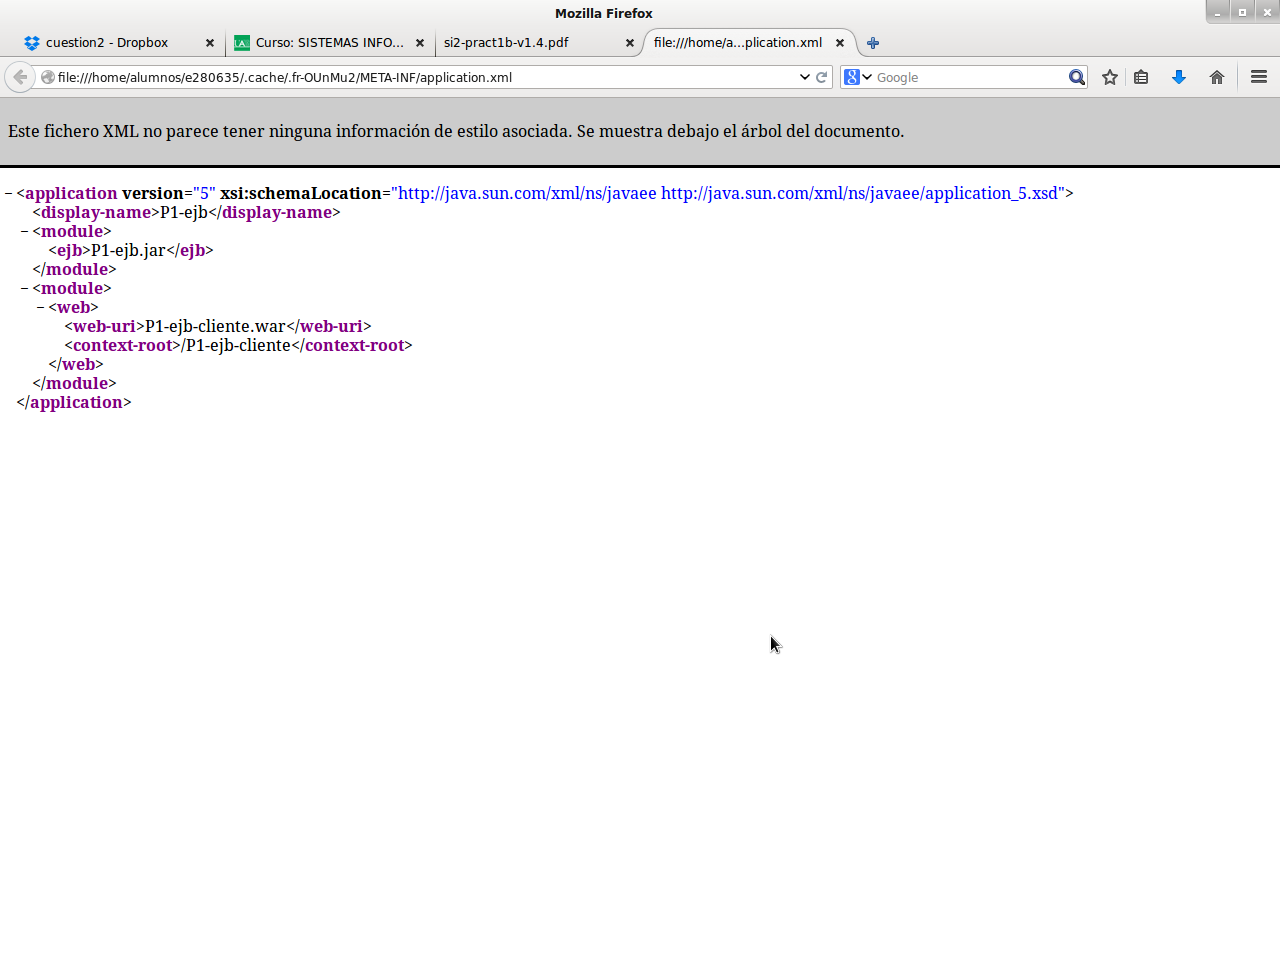 Mozilla Firefox
cuestion2 - Dropbox
Curso: SISTEMAS INFO...
si2-pract1b-v1.4.pdf
file:///home/a...plication.xml
file:///home/alumnos/e280635/.cache/.fr-OUnMu2/META-INF/application.xml
Google
Este fichero XML no parece tener ninguna información de estilo asociada. Se muestra debajo el árbol del documento.
−<application version="5" xsi:schemaLocation="http://java.sun.com/xml/ns/javaee http://java.sun.com/xml/ns/javaee/application_5.xsd">
<display-name>P1-ejb</display-name>
−<module>
<ejb>P1-ejb.jar</ejb>
</module>
−<module>
−<web>
<web-uri>P1-ejb-cliente.war</web-uri>
<context-root>/P1-ejb-cliente</context-root>
</web>
</module>
</application>